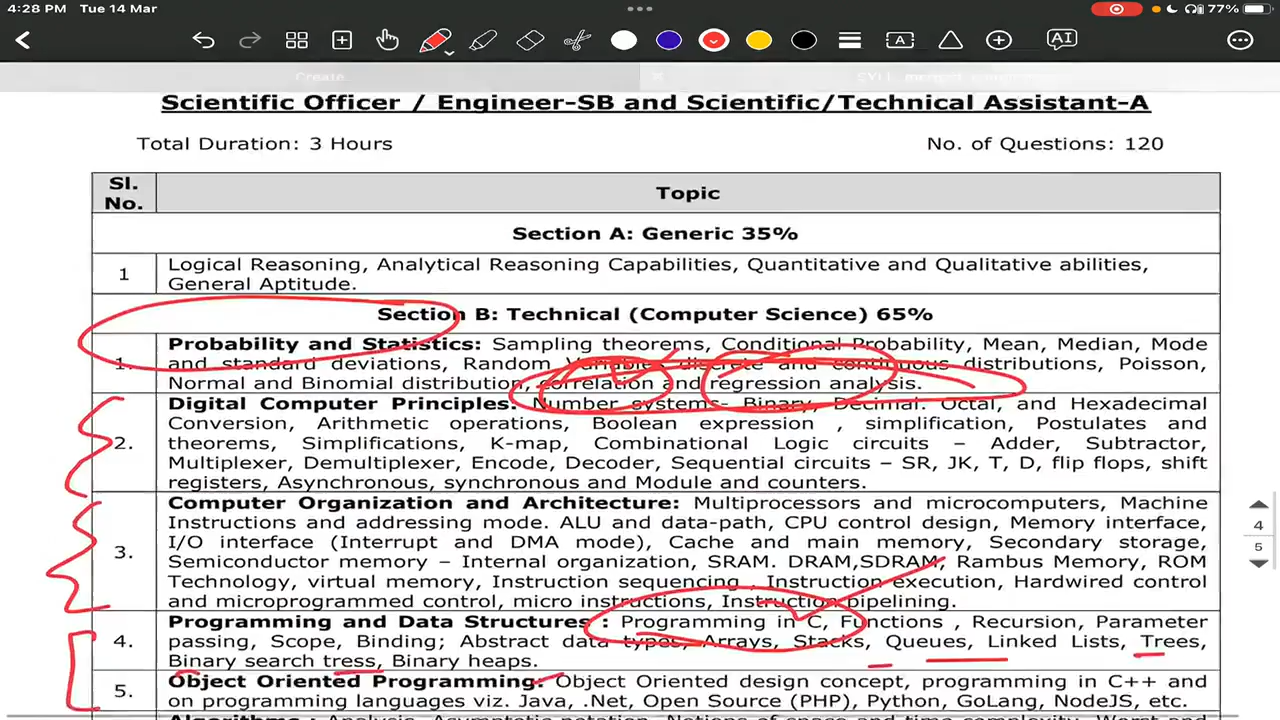 4:28 PM Tue 14 Mar
77%
A
AI
Create
Scientific Officer / Engineer-SB and Scientific/Technical Assistant-A
Total Duration: 3 Hours
No. of Questions: 120
Sl. No.
Topic
Section A: Generic 35%
1
Logical Reasoning, Analytical Reasoning Capabilities, Quantitative and Qualitative abilities,
General Aptitude.
Section B: Technical (Computer Science) 65%
1.
Probability and Statistics: Sampling theorems, Conditional Probability, Mean, Median, Mode
and standard deviations, Random Variables discrete and continuous distributions, Poisson,
Normal and Binomial distribution, correlation and regression analysis.
2.
Digital Computer Principles: Number systems- Binary, Decimal. Octal, and Hexadecimal
Conversion, Arithmetic operations, Boolean expression , simplification, Postulates and
theorems, Simplifications, K-map, Combinational Logic circuits – Adder, Subtractor,
Multiplexer, Demultiplexer, Encode, Decoder, Sequential circuits – SR, JK, T, D, flip flops, shift
registers, Asynchronous, synchronous and Module and counters.
3.
Computer Organization and Architecture: Multiprocessors and microcomputers, Machine
Instructions and addressing mode. ALU and data-path, CPU control design, Memory interface,
I/O interface (Interrupt and DMA mode), Cache and main memory, Secondary storage,
Semiconductor memory – Internal organization, SRAM. DRAM,SDRAM, Rambus Memory, ROM
Technology, virtual memory, Instruction sequencing , Instruction execution, Hardwired control
and microprogrammed control, micro instructions, Instruction pipelining.
4.
Programming and Data Structures : Programming in C, Functions , Recursion, Parameter
passing, Scope, Binding; Abstract data types, Arrays, Stacks, Queues, Linked Lists, Trees,
Binary search tress, Binary heaps.
5.
Object Oriented Programming: Object Oriented design concept, programming in C++ and
on programming languages viz. Java, .Net, Open Source (PHP), Python, GoLang, NodeJS, etc.
4
5